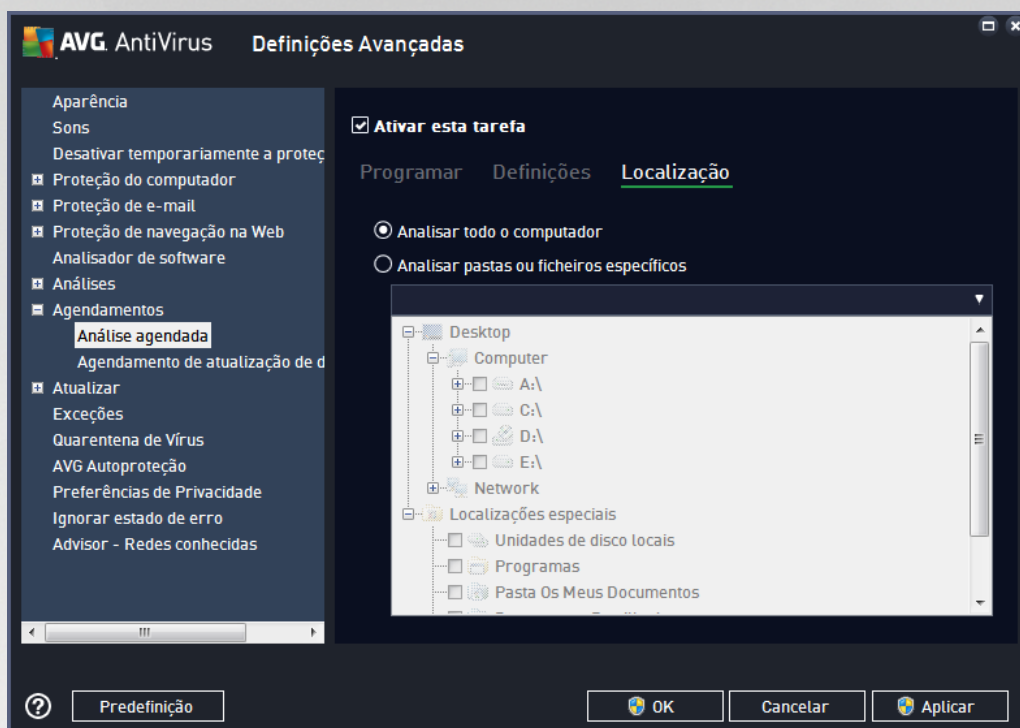 AVG. AntiVirus
Definições Avançadas
Aparência
Sons
Desativar temporariamente a proteç
Proteção do computador
Proteção de e-mail
Proteção de navegação na Web
Analisador de software
Análises
Agendamentos
Análise agendada
Agendamento de atualização de d
Atualizar
Exceções
Quarentena de Vírus
AVG Autoproteção
Preferências de Privacidade
Ignorar estado de erro
Advisor - Redes conhecidas
Ativar esta tarefa
Programar
Definições
Localização
Analisar todo o computador
Analisar pastas ou ficheiros específicos
Desktop
Computer
A:\
C:\
D:\
E:\
Network
Localizações especiais
Unidades de disco locais
Programas
Pasta Os Meus Documentos
Predefinição
OK
Cancelar
Aplicar